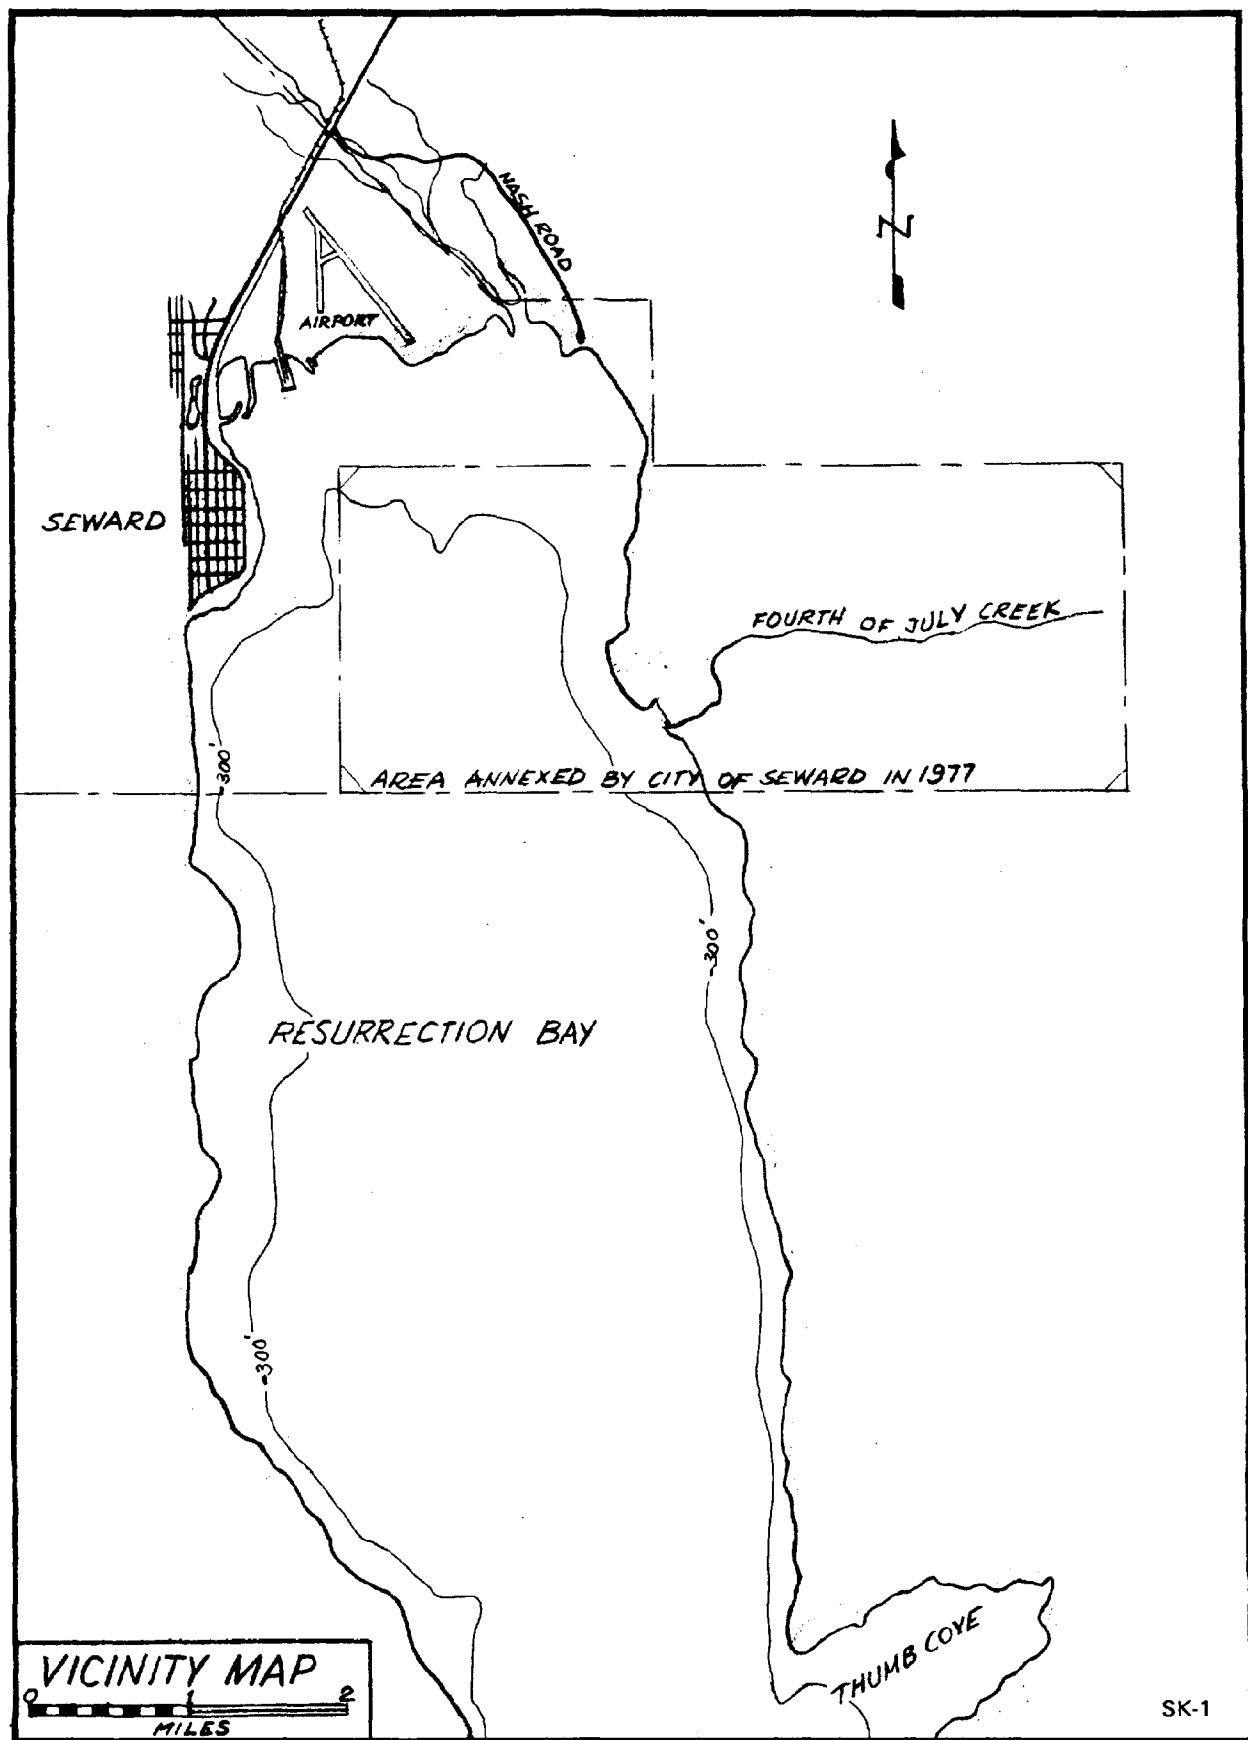 NASH ROAD
N
AIRPORT
SEWARD
FOURTH OF JULY CREEK
-300'
AREA ANNEXED BY CITY OF SEWARD IN 1977
-300'
RESURRECTION BAY
-300'
THUMB COVE
VICINITY MAP
0 1 2
MILES
SK-1